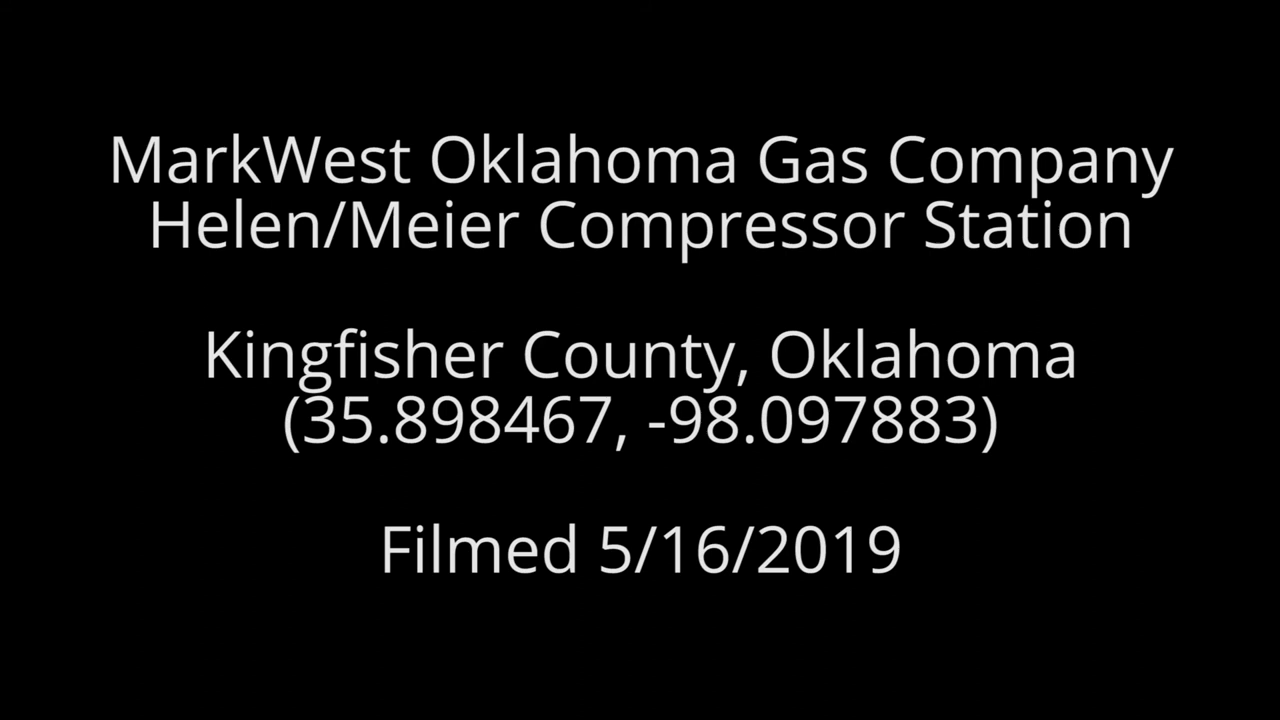 MarkWest Oklahoma Gas Company
Helen/Meier Compressor Station
Kingfisher County, Oklahoma
(35.898467, -98.097883)
Filmed 5/16/2019